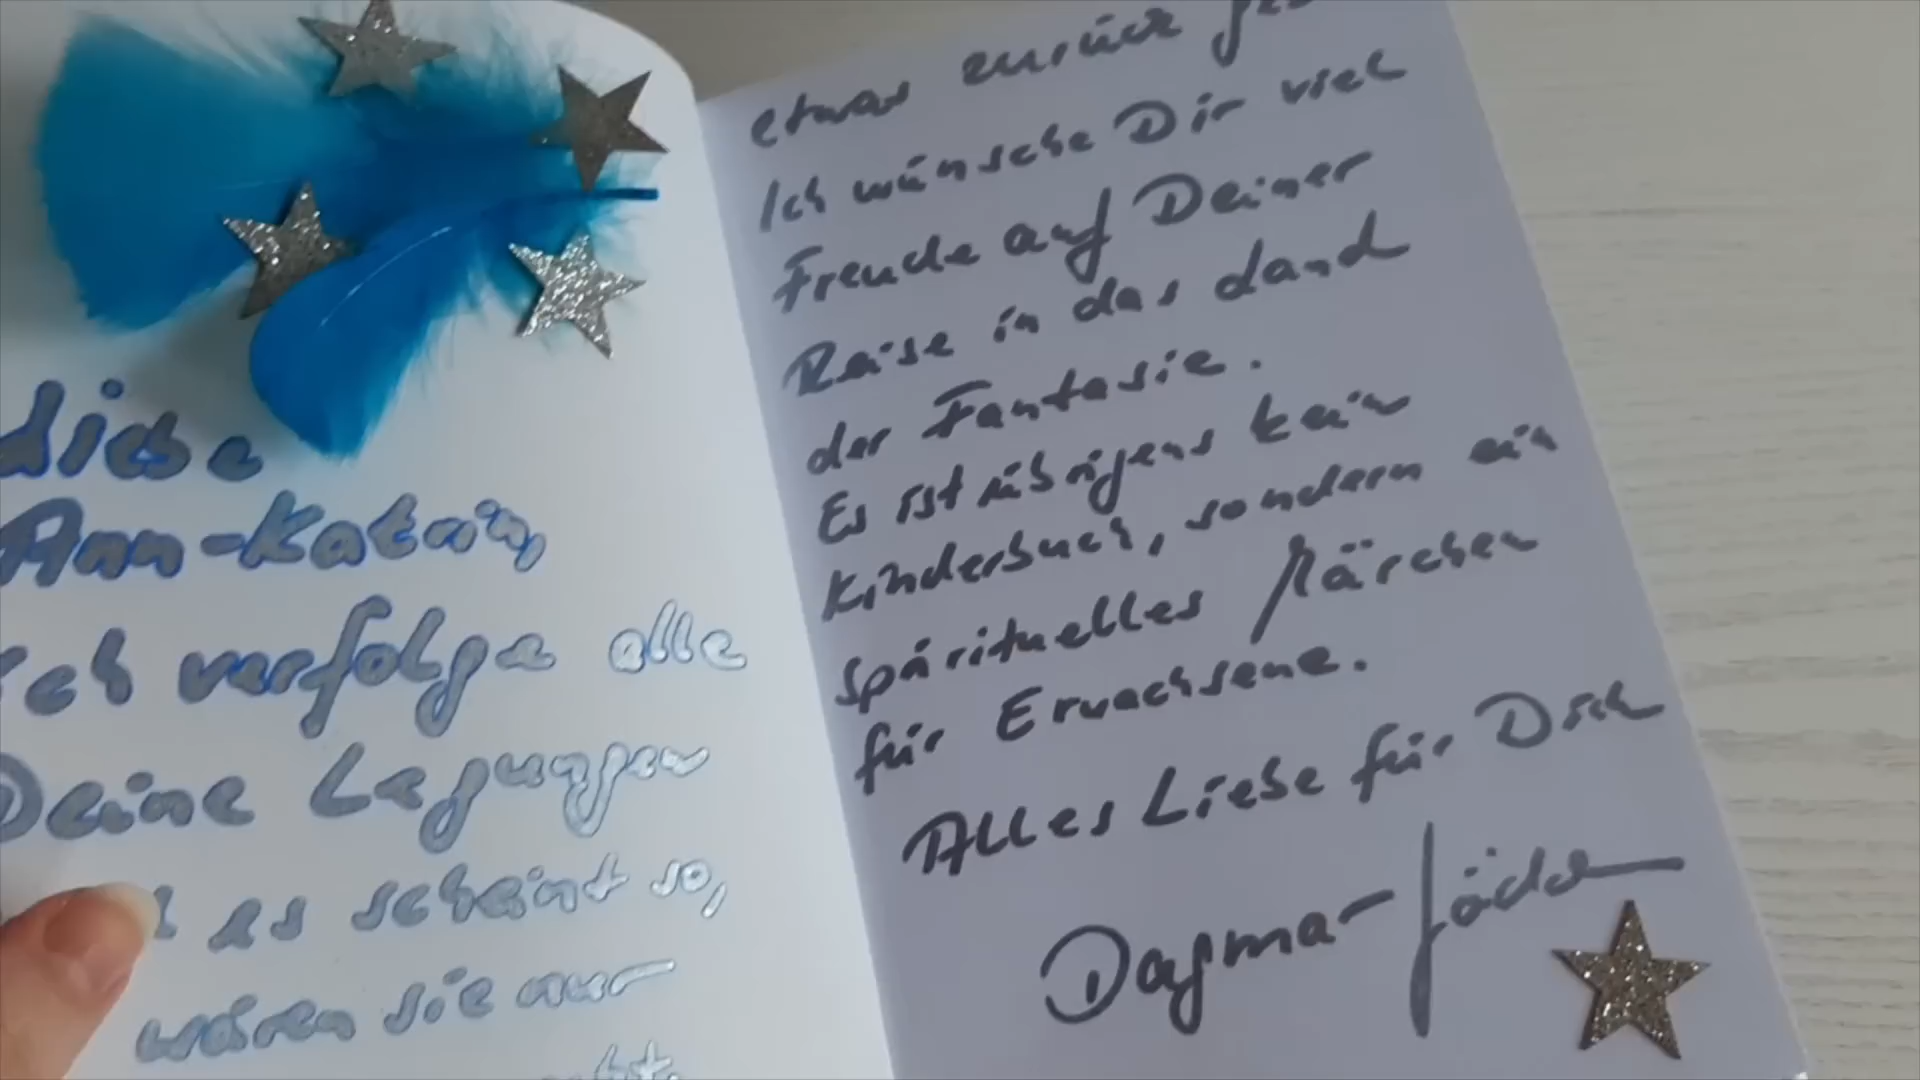 Liebe
Ann-Katrin,
Ich verfolge alle
Deine Legungen
es scheint so,
wären sie nur
etwas zurück
Ich wünsche Dir viel
Freude auf Deiner
Reise in das Land
der Fantasie.
Es ist übrigens kein
Kinderbuch, sondern ein
spirituelles Märchen
für Erwachsene.
Alles Liebe für Dich
Dagmar